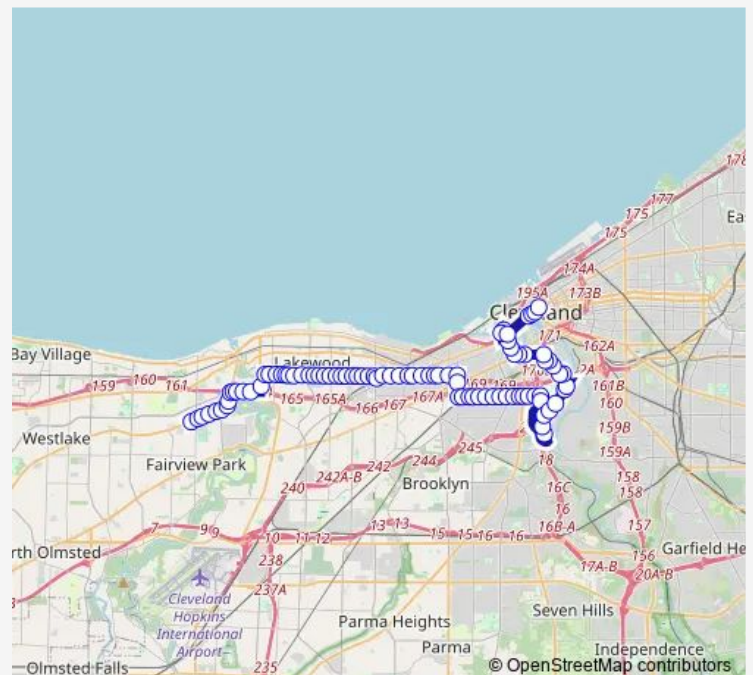 178
177
175
Ea
175
174A
195A
173B
Cleveland
171
162A
Bay Village
Lakewood
159
160
161
169
169
2A
161B
165
165A
167A
160
166
167
Westlake
159B
245
Fairview Park
242
244
18
159A
242A-B
Brooklyn
158
240
16C
158
16
7
9
9
13
13
157
rth Olmsted
10
11
12
15
16
16
16B-A
156
Garfield He
238
17A-B
20A-B
Cleveland
Hopkins
International
Airport
237A
Seven Hills
Parma Heights
Parma
Independence
235
Olmsted Falls
© OpenStreetMap contributors